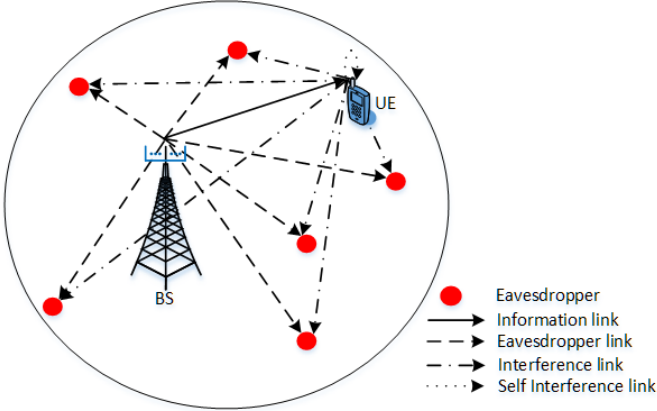 UE
BS
Eavesdropper
Information link
Eavesdropper link
Interference link
Self Interference link